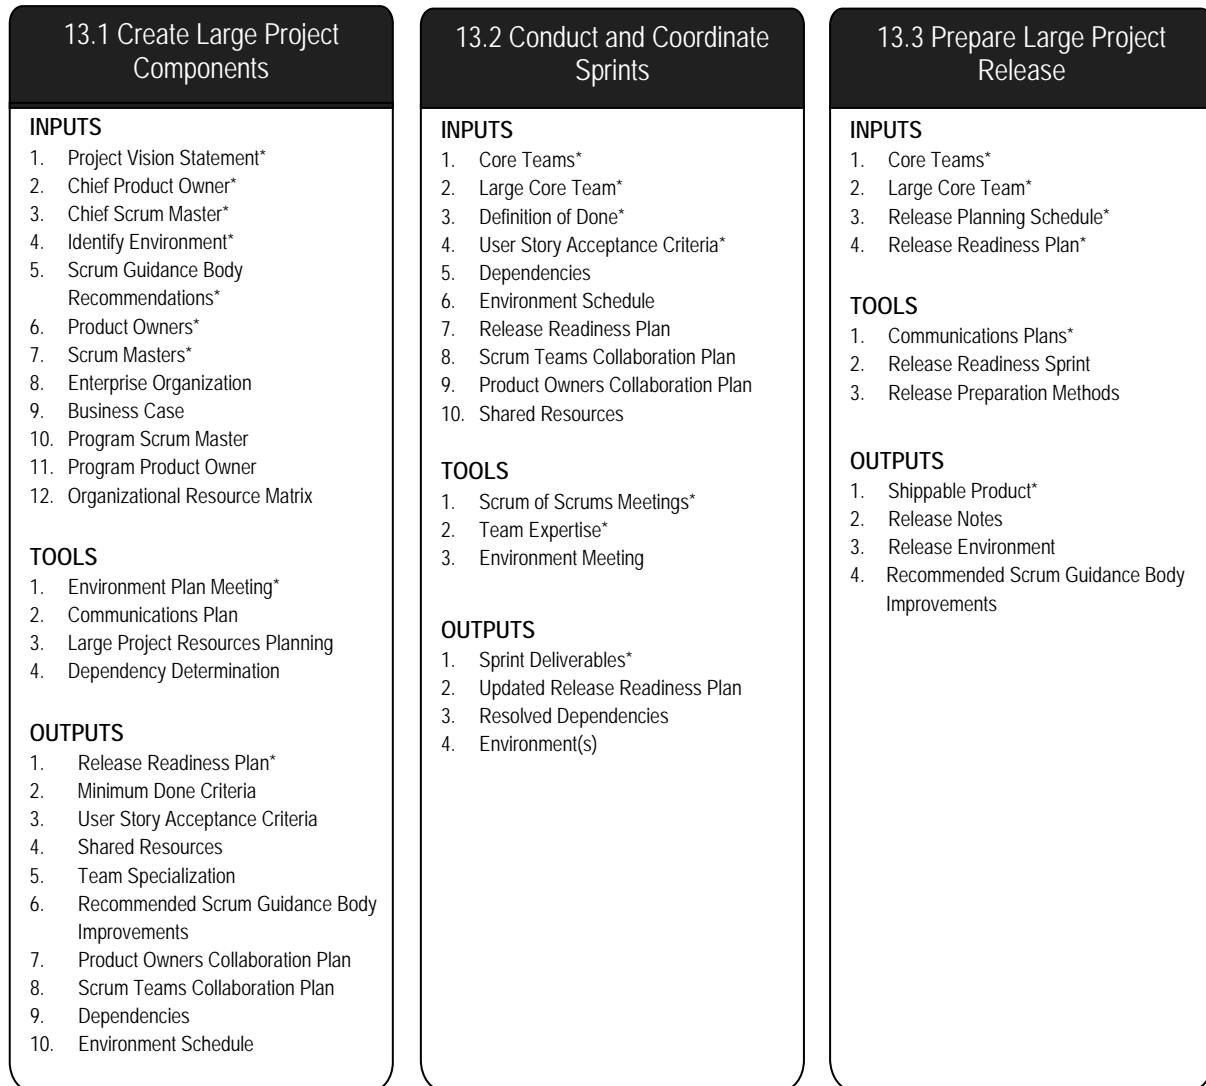 13.1 Create Large Project
Components
INPUTS
1. Project Vision Statement*
2. Chief Product Owner*
3. Chief Scrum Master*
4. Identify Environment*
5. Scrum Guidance Body
Recommendations*
6. Product Owners*
7. Scrum Masters*
8. Enterprise Organization
9. Business Case
10. Program Scrum Master
11. Program Product Owner
12. Organizational Resource Matrix
TOOLS
1. Environment Plan Meeting*
2. Communications Plan
3. Large Project Resources Planning
4. Dependency Determination
OUTPUTS
1. Release Readiness Plan*
2. Minimum Done Criteria
3. User Story Acceptance Criteria
4. Shared Resources
5. Team Specialization
6. Recommended Scrum Guidance Body
Improvements
7. Product Owners Collaboration Plan
8. Scrum Teams Collaboration Plan
9. Dependencies
10. Environment Schedule
13.2 Conduct and Coordinate
Sprints
INPUTS
1. Core Teams*
2. Large Core Team*
3. Definition of Done*
4. User Story Acceptance Criteria*
5. Dependencies
6. Environment Schedule
7. Release Readiness Plan
8. Scrum Teams Collaboration Plan
9. Product Owners Collaboration Plan
10. Shared Resources
TOOLS
1. Scrum of Scrums Meetings*
2. Team Expertise*
3. Environment Meeting
OUTPUTS
1. Sprint Deliverables*
2. Updated Release Readiness Plan
3. Resolved Dependencies
4. Environment(s)
13.3 Prepare Large Project
Release
INPUTS
1. Core Teams*
2. Large Core Team*
3. Release Planning Schedule*
4. Release Readiness Plan*
TOOLS
1. Communications Plans*
2. Release Readiness Sprint
3. Release Preparation Methods
OUTPUTS
1. Shippable Product*
2. Release Notes
3. Release Environment
4. Recommended Scrum Guidance Body
Improvements